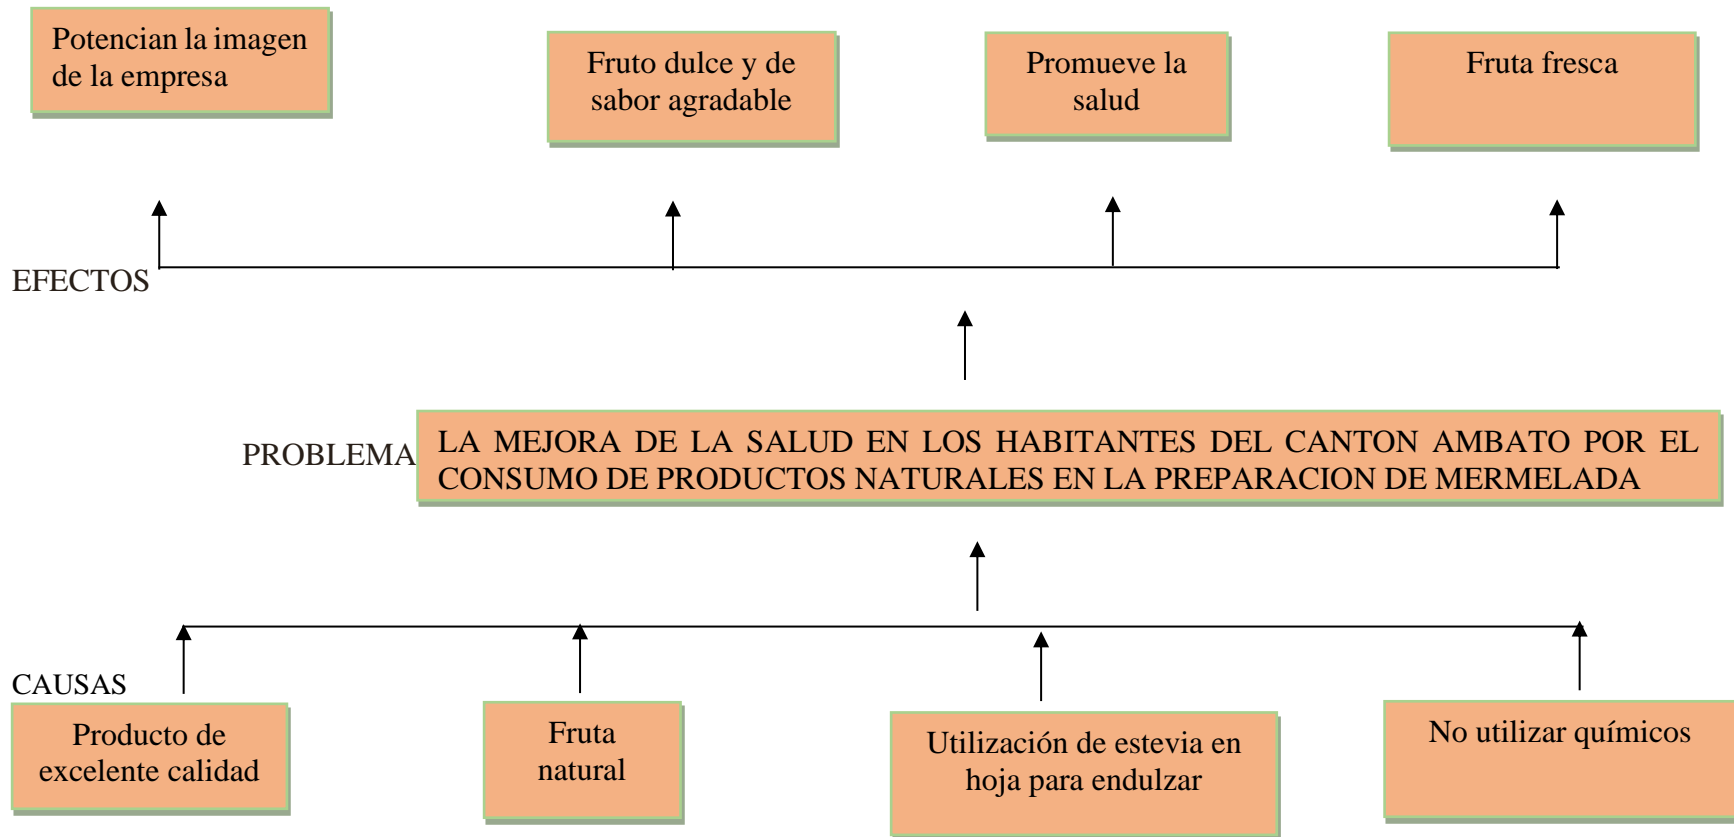 Potencian la imagen
de la empresa
Fruto dulce y de
sabor agradable
Promueve la
salud
Fruta fresca
EFECTOS
PROBLEMA
LA MEJORA DE LA SALUD EN LOS HABITANTES DEL CANTON AMBATO POR EL
CONSUMO DE PRODUCTOS NATURALES EN LA PREPARACION DE MERMELADA
CAUSAS
Producto de
excelente calidad
Fruta
natural
Utilización de estevia en
hoja para endulzar
No utilizar químicos